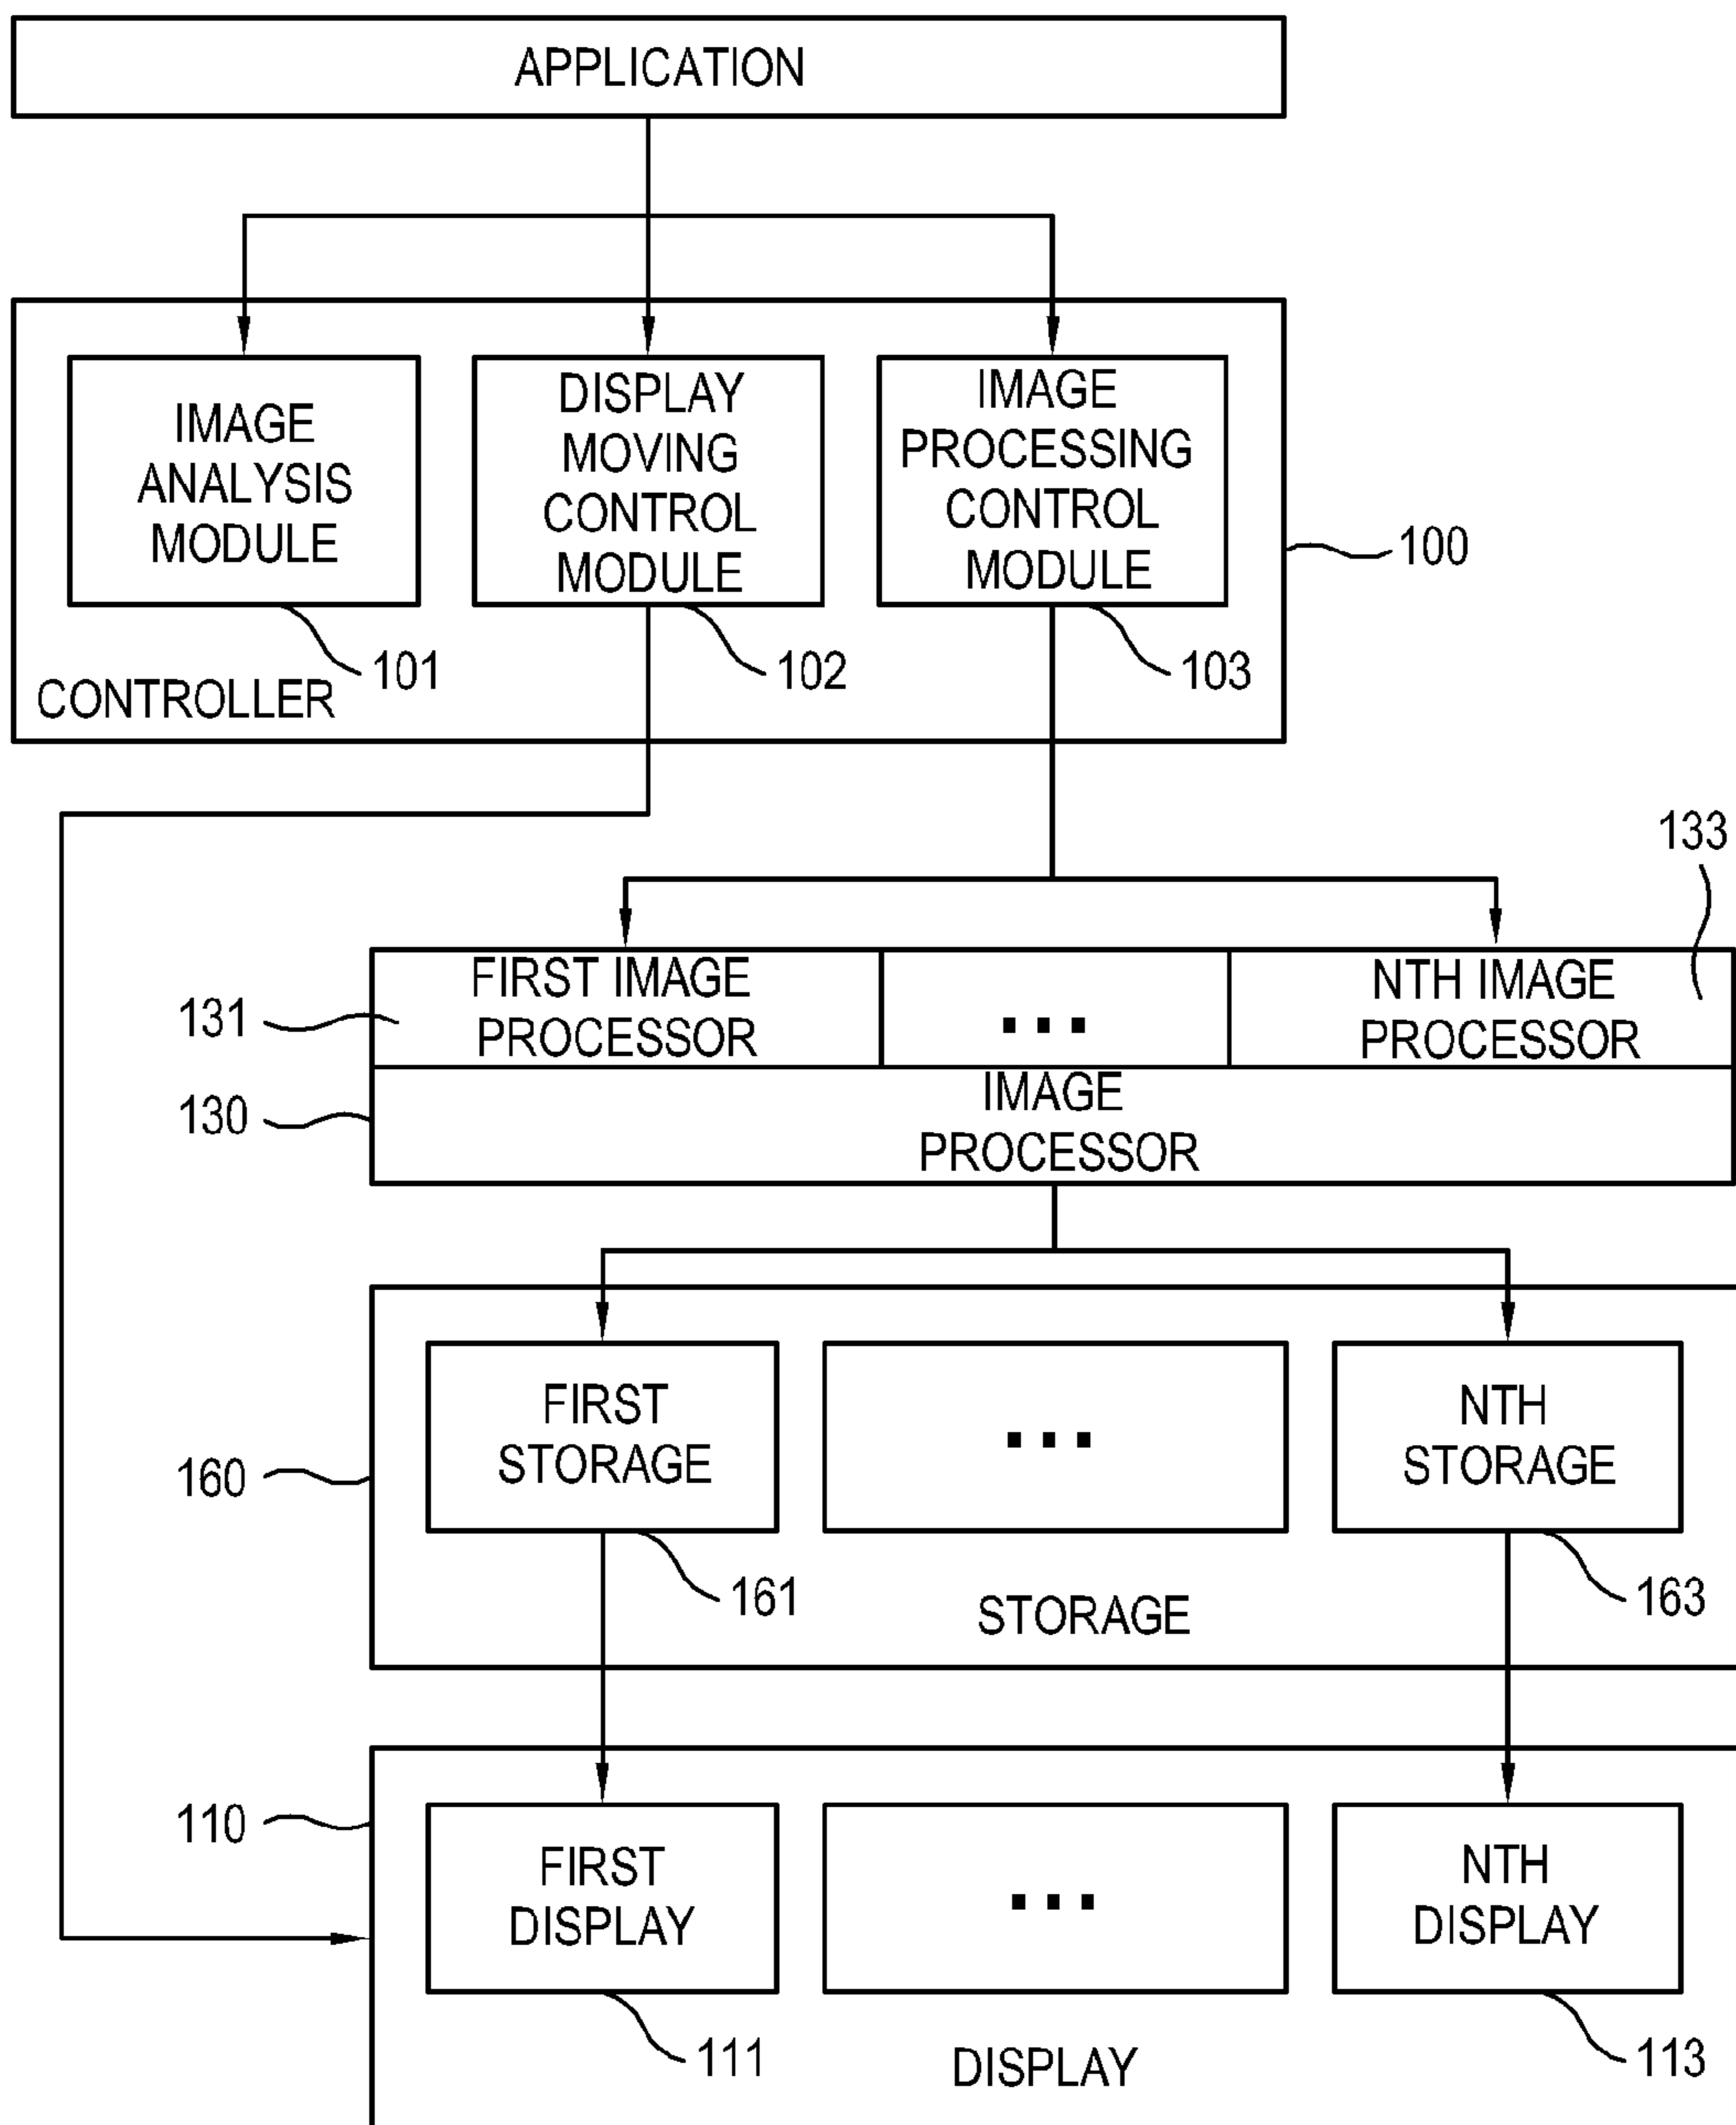 APPLICATION
IMAGE
ANALYSIS
MODULE
DISPLAY
MOVING
CONTROL
MODULE
IMAGE
PROCESSING
CONTROL
MODULE
100
101
102
103
CONTROLLER
133
FIRST IMAGE
PROCESSOR
...
NTH IMAGE
PROCESSOR
131
IMAGE
PROCESSOR
130
FIRST
STORAGE
...
NTH
STORAGE
160
161
163
STORAGE
110
FIRST
DISPLAY
...
NTH
DISPLAY
111
113
DISPLAY